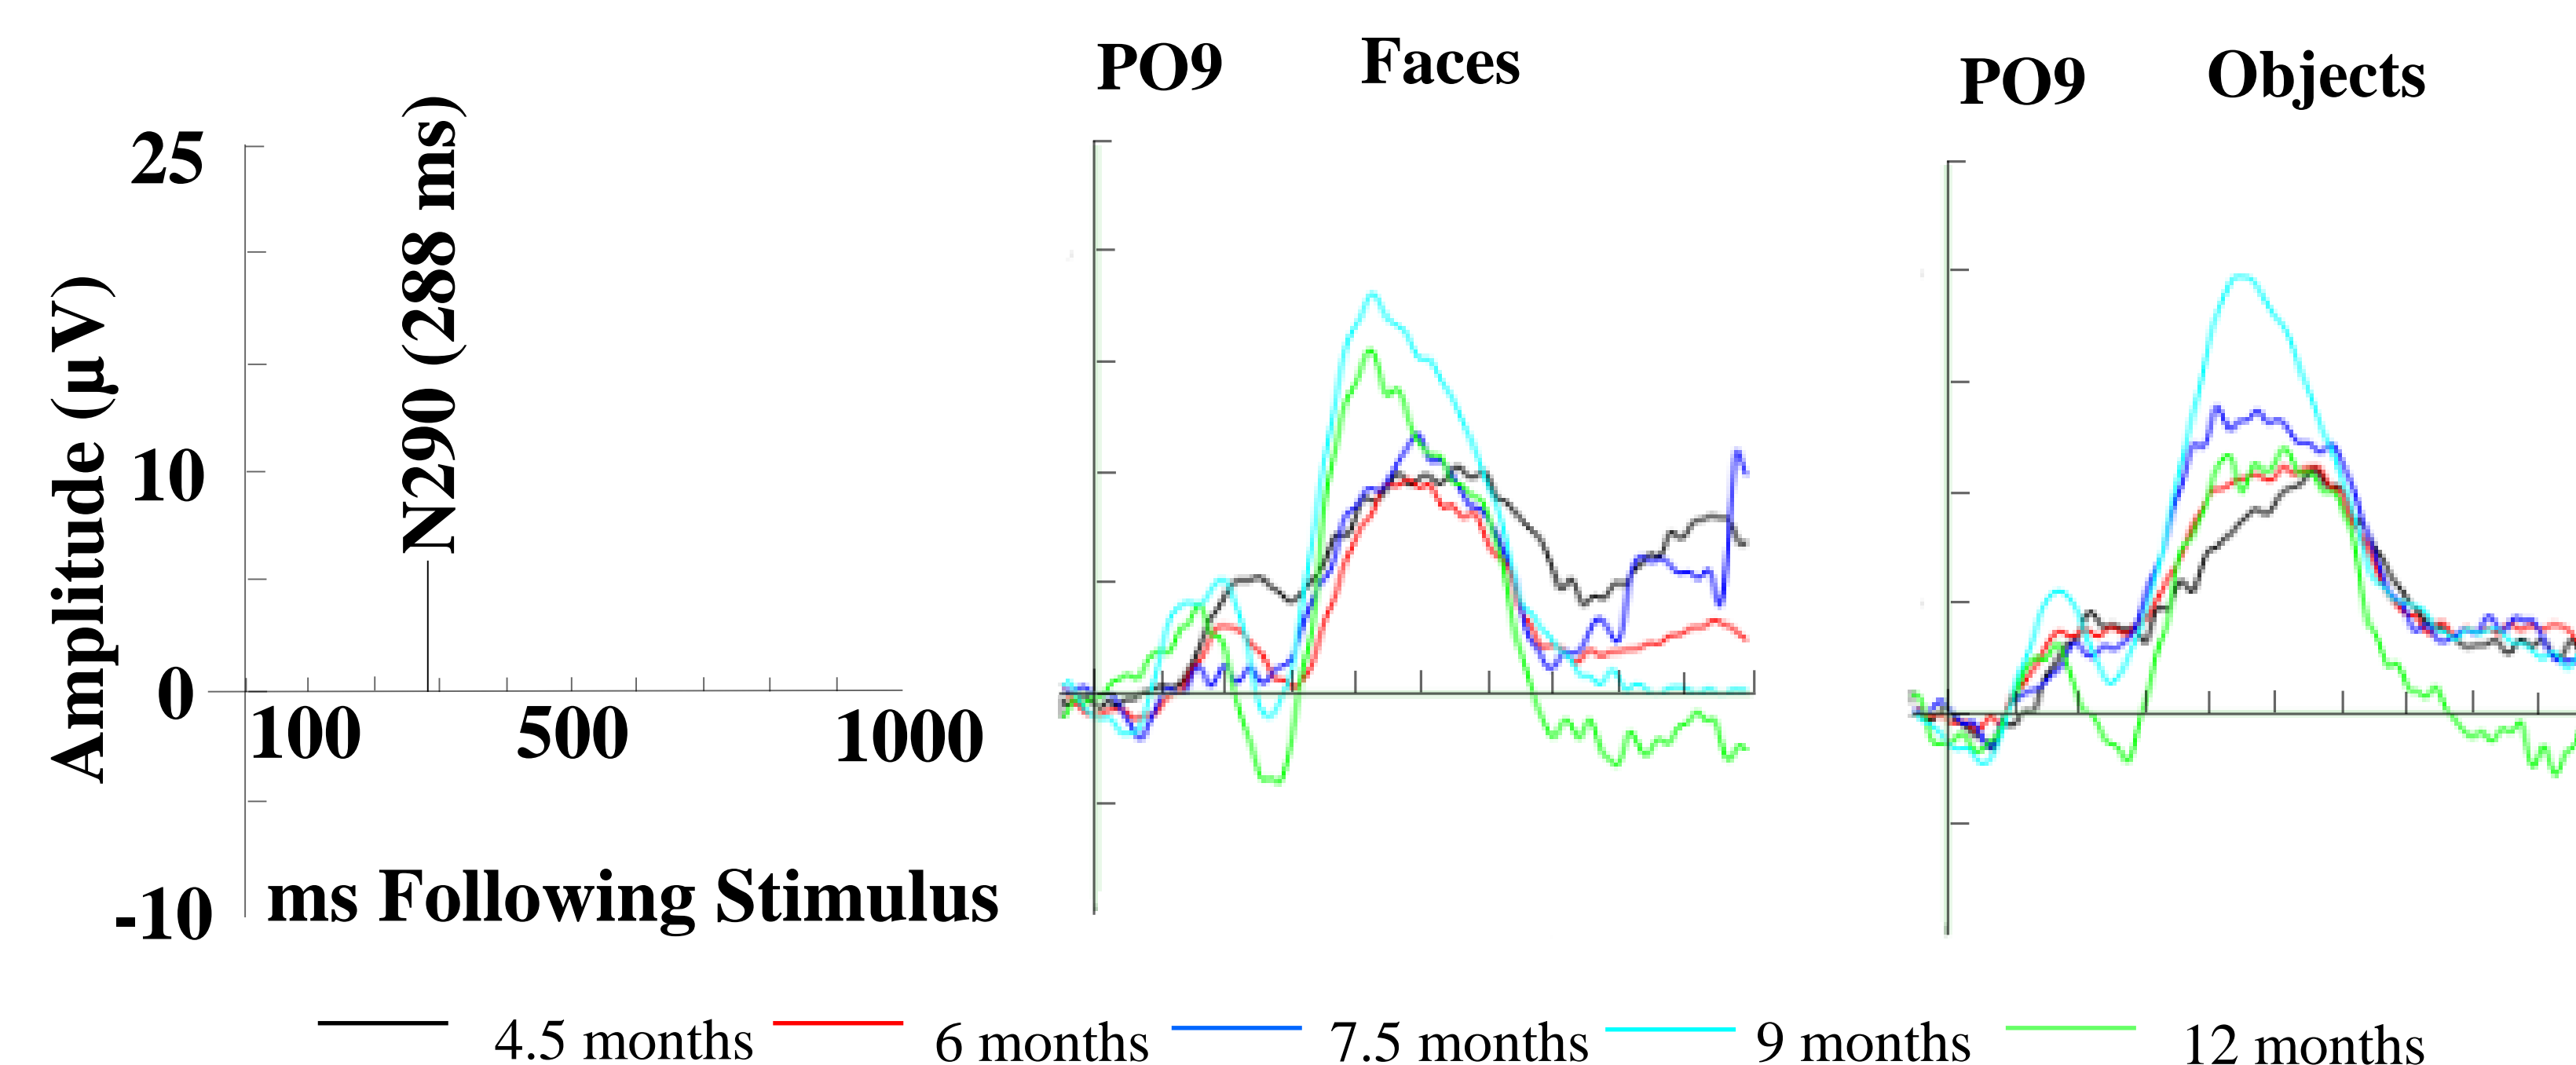 PO9 Faces
PO9 Objects
25
10
0
-10
Amplitude (µV)
N290 (288 ms)
100 500 1000
ms Following Stimulus
4.5 months 6 months 7.5 months 9 months 12 months